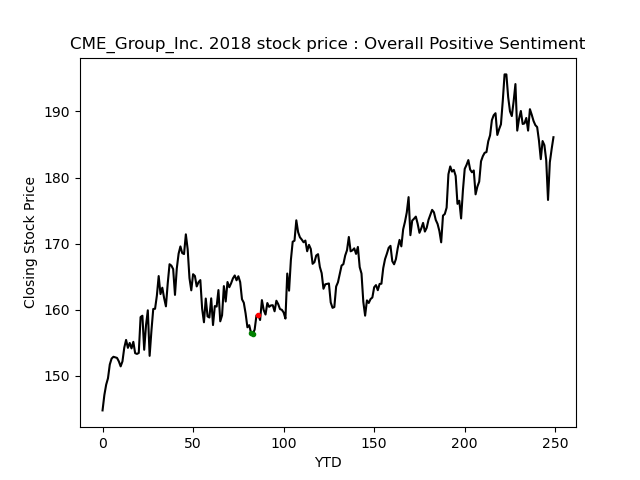 CME_Group_Inc. 2018 stock price : Overall Positive Sentiment
Closing Stock Price
190
180
170
160
150
0 50 100 150 200 250
YTD